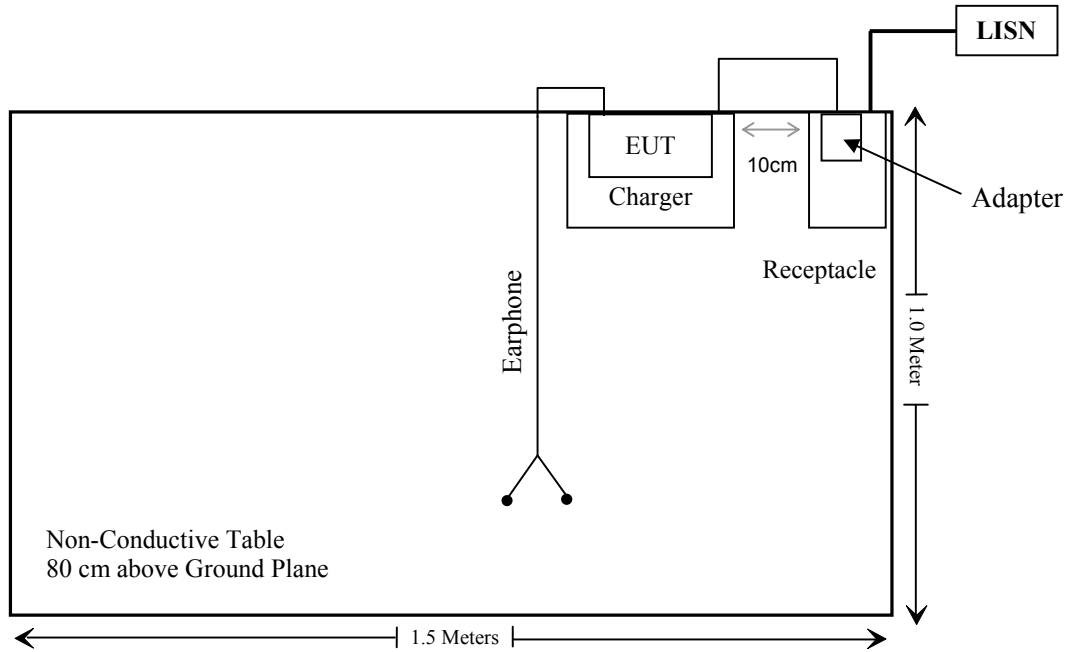 LISN
EUT
Charger
10cm
Adapter
Receptacle
Earphone
1.0 Meter
Non-Conductive Table
80 cm above Ground Plane
1.5 Meters